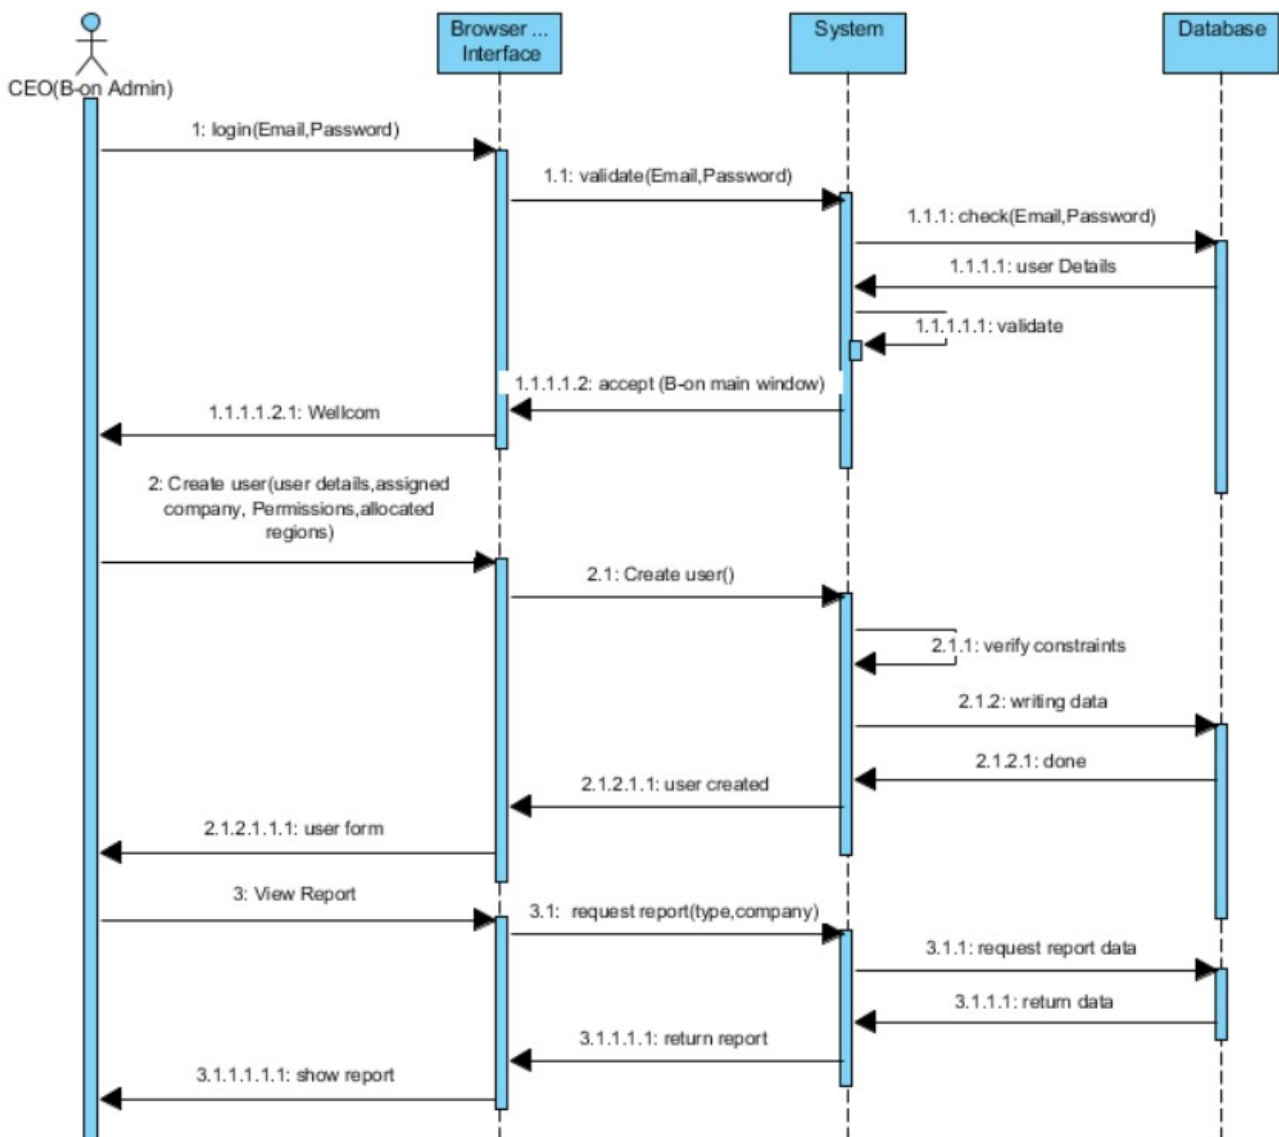 Browser ...
Interface
System
Database
CEO(B-on Admin)
1: login(Email,Password)
1.1: validate(Email,Password)
1.1.1: check(Email,Password)
1.1.1.1: user Details
1.1.1.1.1: validate
1.1.1.1.2: accept (B-on main window)
1.1.1.1.2.1: Wellcom
2: Create user(user details,assigned
company, Permissions,allocated
regions)
2.1: Create user()
2.1.1: verify constraints
2.1.2: writing data
2.1.2.1: done
2.1.2.1.1: user created
2.1.2.1.1.1: user form
3: View Report
3.1: request report(type,company)
3.1.1: request report data
3.1.1.1: return data
3.1.1.1.1: return report
3.1.1.1.1.1: show report